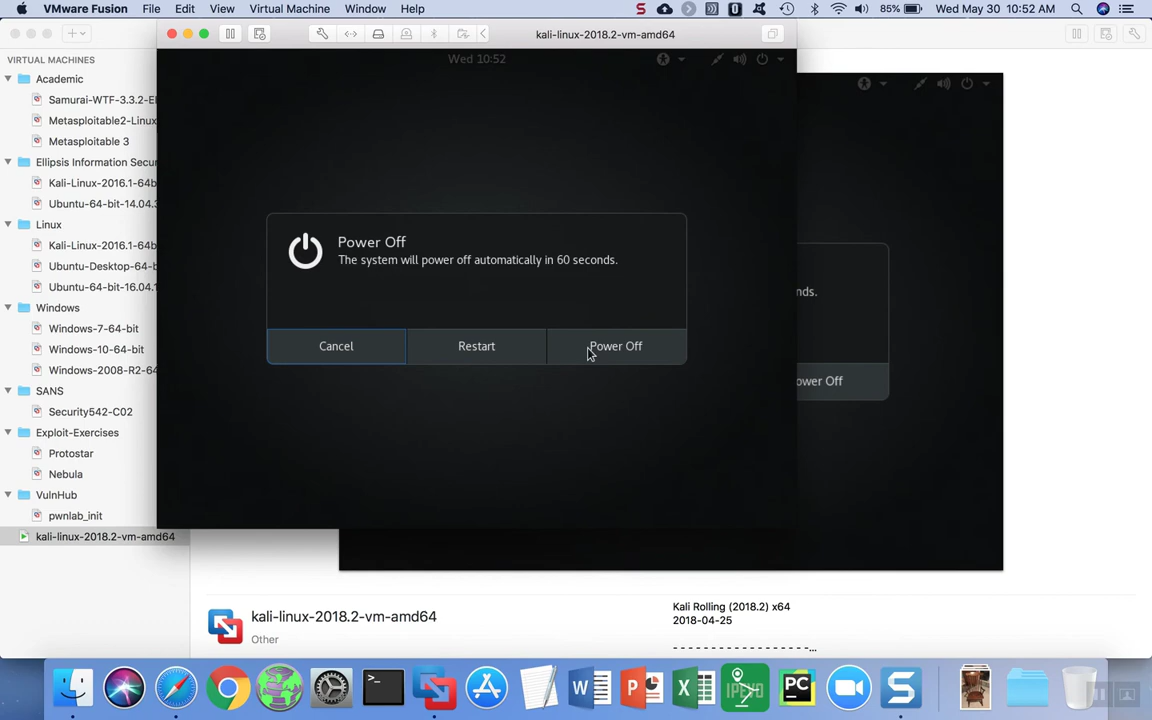 VMware Fusion File Edit View Virtual Machine Window Help
S 85% Wed May 30 10:52 AM
kali-linux-2018.2-vm-amd64
VIRTUAL MACHINES
Academic
Samurai-WTF-3.3.2-El
Metasploitable2-Linux
Metasploitable 3
Ellipsis Information Secur
Kali-Linux-2016.1-64b
Ubuntu-64-bit-14.04.3
Linux
Kali-Linux-2016.1-64b
Ubuntu-Desktop-64-b
Ubuntu-64-bit-16.04.1
Windows
Windows-7-64-bit
Windows-10-64-bit
Windows-2008-R2-64
SANS
Security542-C02
Exploit-Exercises
Protostar
Nebula
VulnHub
pwnlab_init
kali-linux-2018.2-vm-amd64
Wed 10:52
Power Off
The system will power off automatically in 60 seconds.
Cancel Restart Power Off
nds.
ower Off
kali-linux-2018.2-vm-amd64
Other
Kali Rolling (2018.2) x64
2018-04-25
- - - - - - - - - - - - - - - - - - -...
>_
W
P
X
IPEVO
PC
S